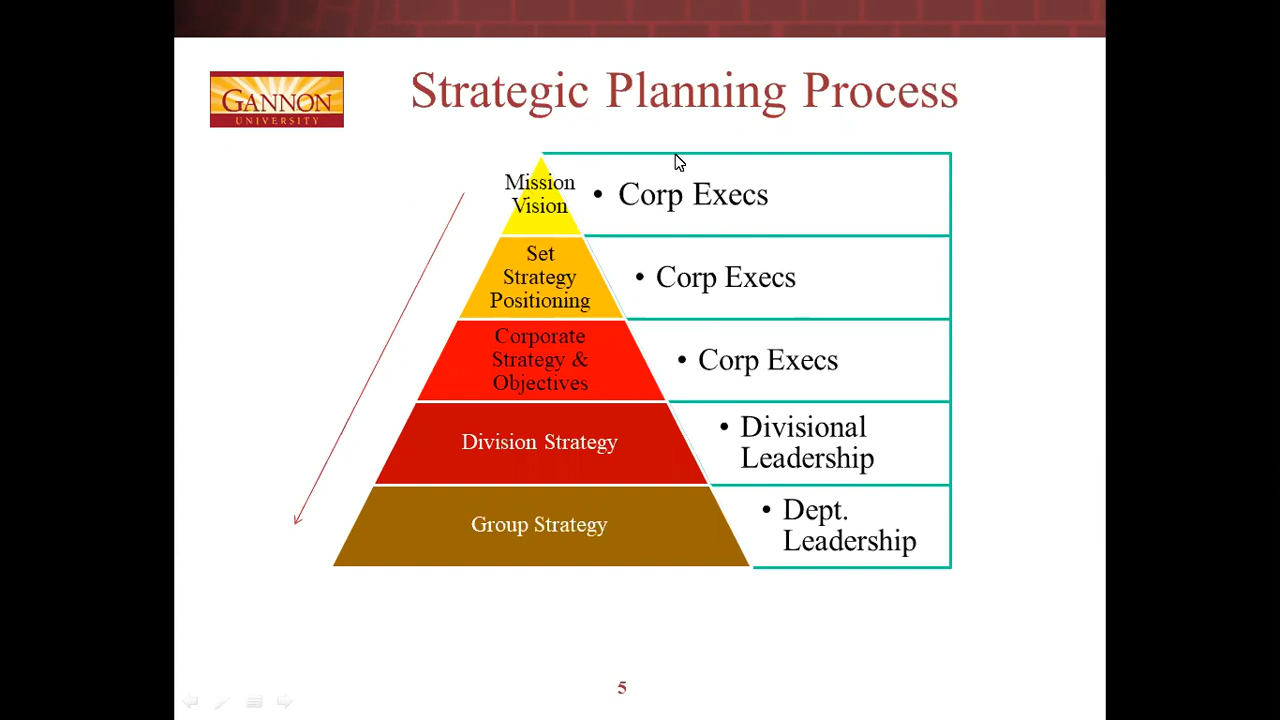 GANNON
UNIVERSITY
Strategic Planning Process
Mission
Vision
• Corp Execs
Set
Strategy
Positioning
• Corp Execs
Corporate
Strategy &
Objectives
• Corp Execs
Division Strategy
• Divisional
Leadership
Group Strategy
• Dept.
Leadership
5